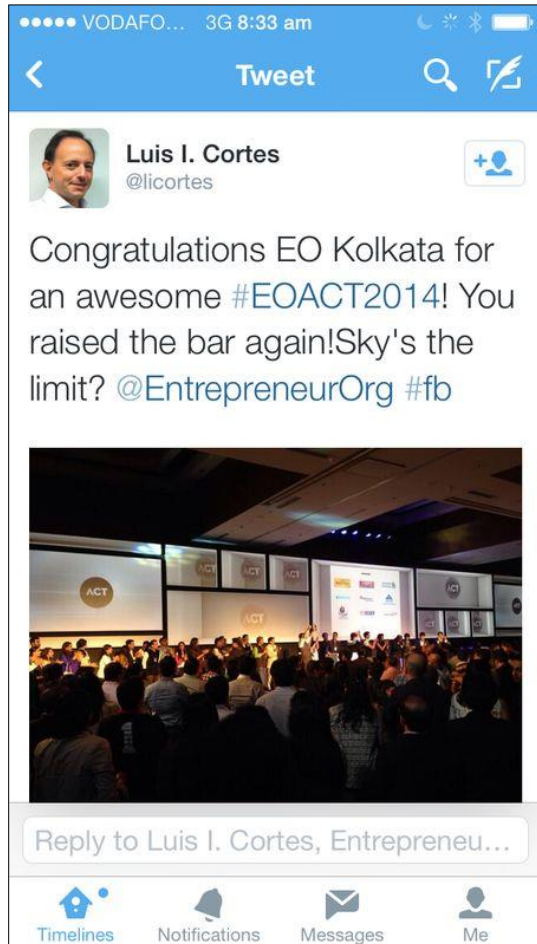 VODAFO... 3G 8:33 am
Tweet
Luis I. Cortes
@licortes
Congratulations EO Kolkata for
an awesome #EOACT2014! You
raised the bar again!Sky's the
limit? @EntrepreneurOrg #fb
ACT
ACT
ACT
ACT
ACT
ACT
ACT
Reply to Luis I. Cortes, Entrepreneu...
Timelines Notifications Messages Me